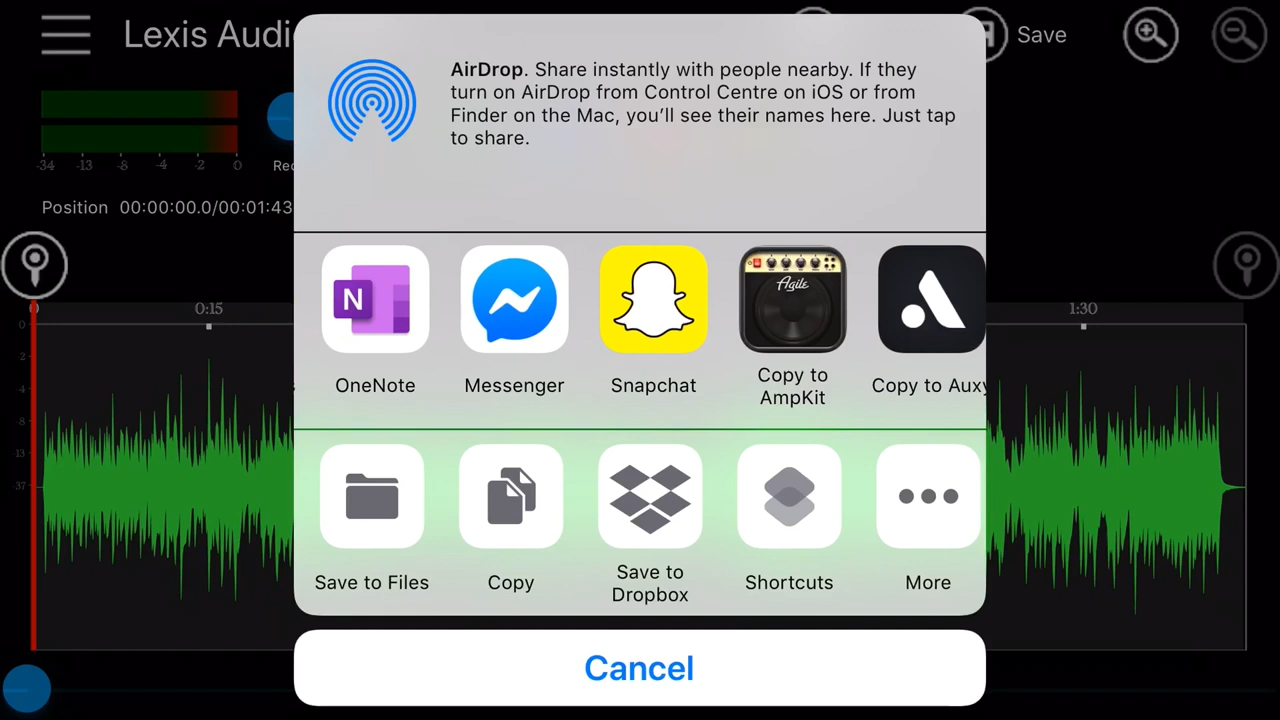 Lexis Audi
Save
AirDrop. Share instantly with people nearby. If they
turn on AirDrop from Control Centre on iOS or from
Finder on the Mac, you’ll see their names here. Just tap
to share.
-34 -13 -8 -4 -2 0
Rec
Position 00:00:00.0/00:01:43
0 0:15 1:30
0
-2
-4
-8
-13
-37
N
Agile
OneNote
Messenger
Snapchat
Copy to
AmpKit
Copy to Auxy
Save to Files
Copy
Save to
Dropbox
Shortcuts
More
Cancel